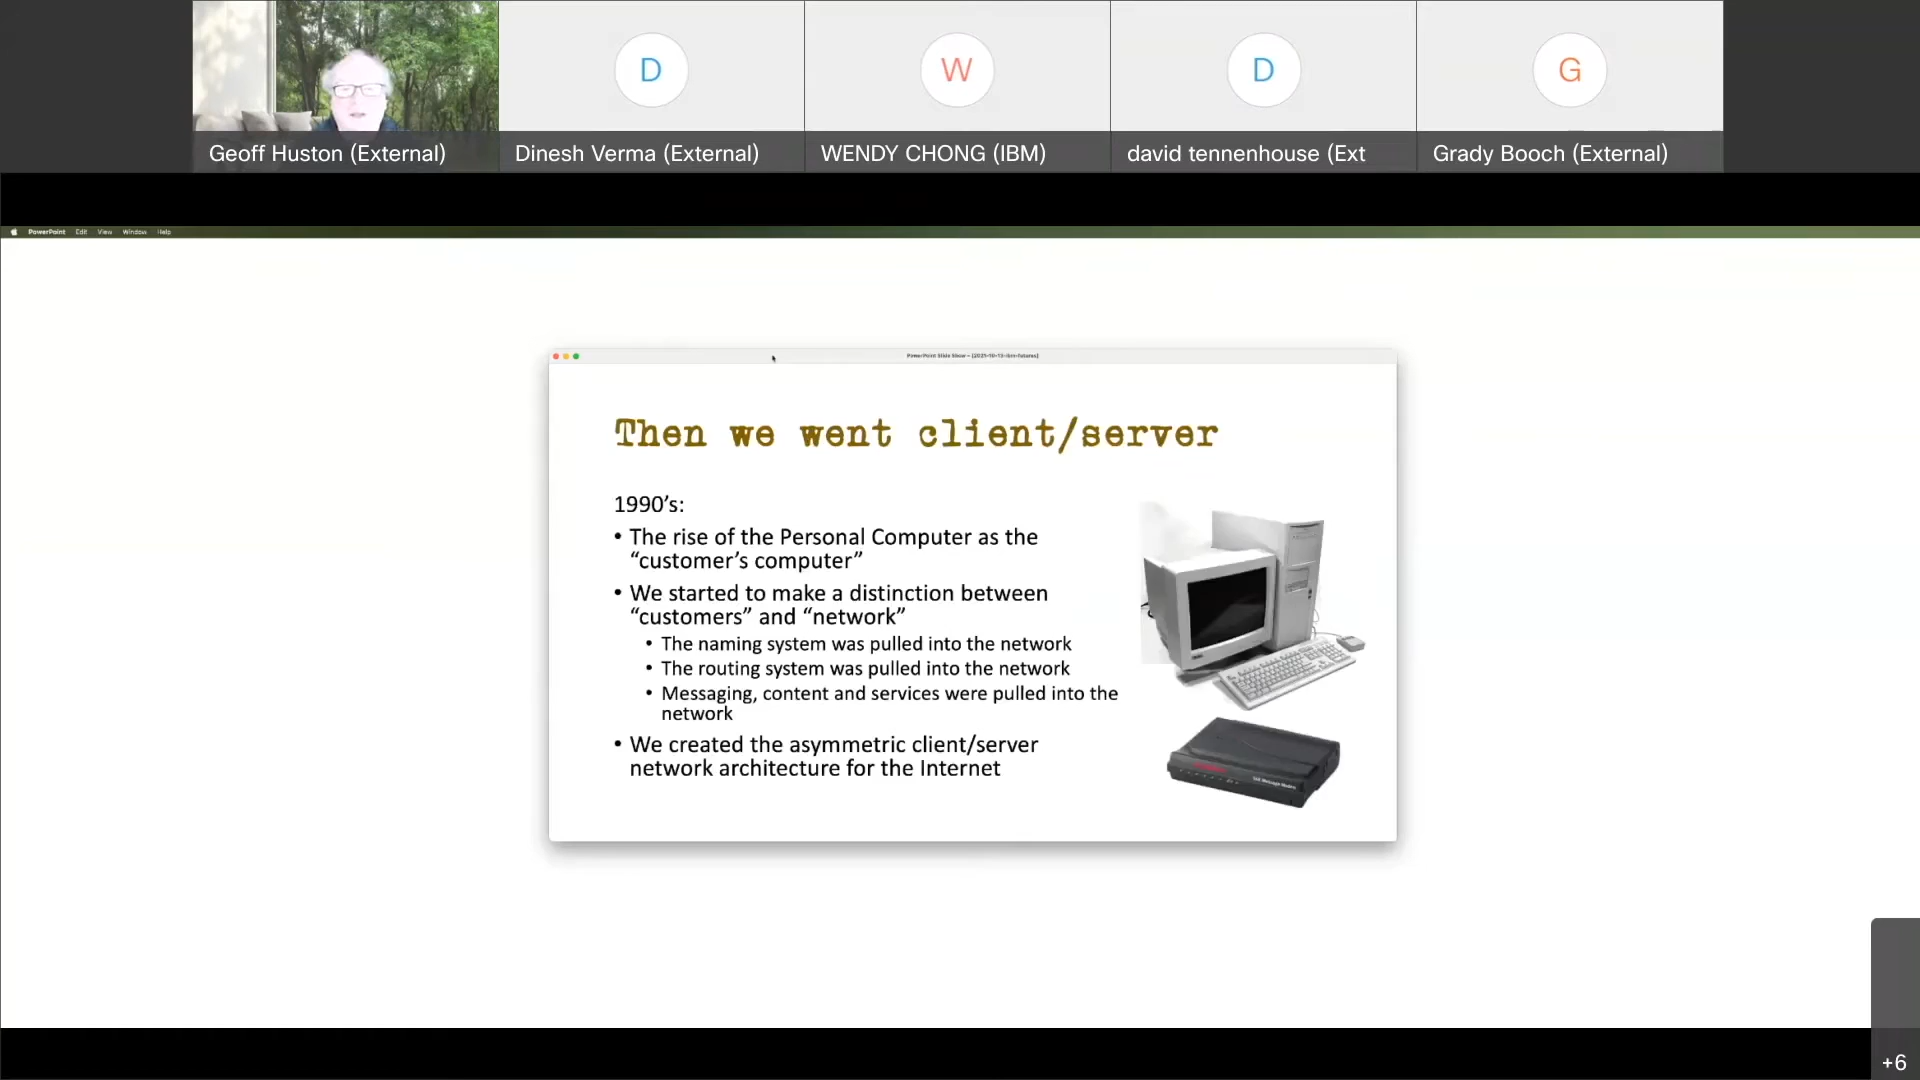 D
W
D
G
Geoff Huston (External)
Dinesh Verma (External)
WENDY CHONG (IBM)
david tennenhouse (Ext
Grady Booch (External)
PowerPoint Edit View Window Help
PowerPoint Slide Show - [2021-10-13-ibm-futures]
Then we went client/server
1990’s:
• The rise of the Personal Computer as the
“customer’s computer”
• We started to make a distinction between
“customers” and “network”
• The naming system was pulled into the network
• The routing system was pulled into the network
• Messaging, content and services were pulled into the
network
• We created the asymmetric client/server
network architecture for the Internet
+6